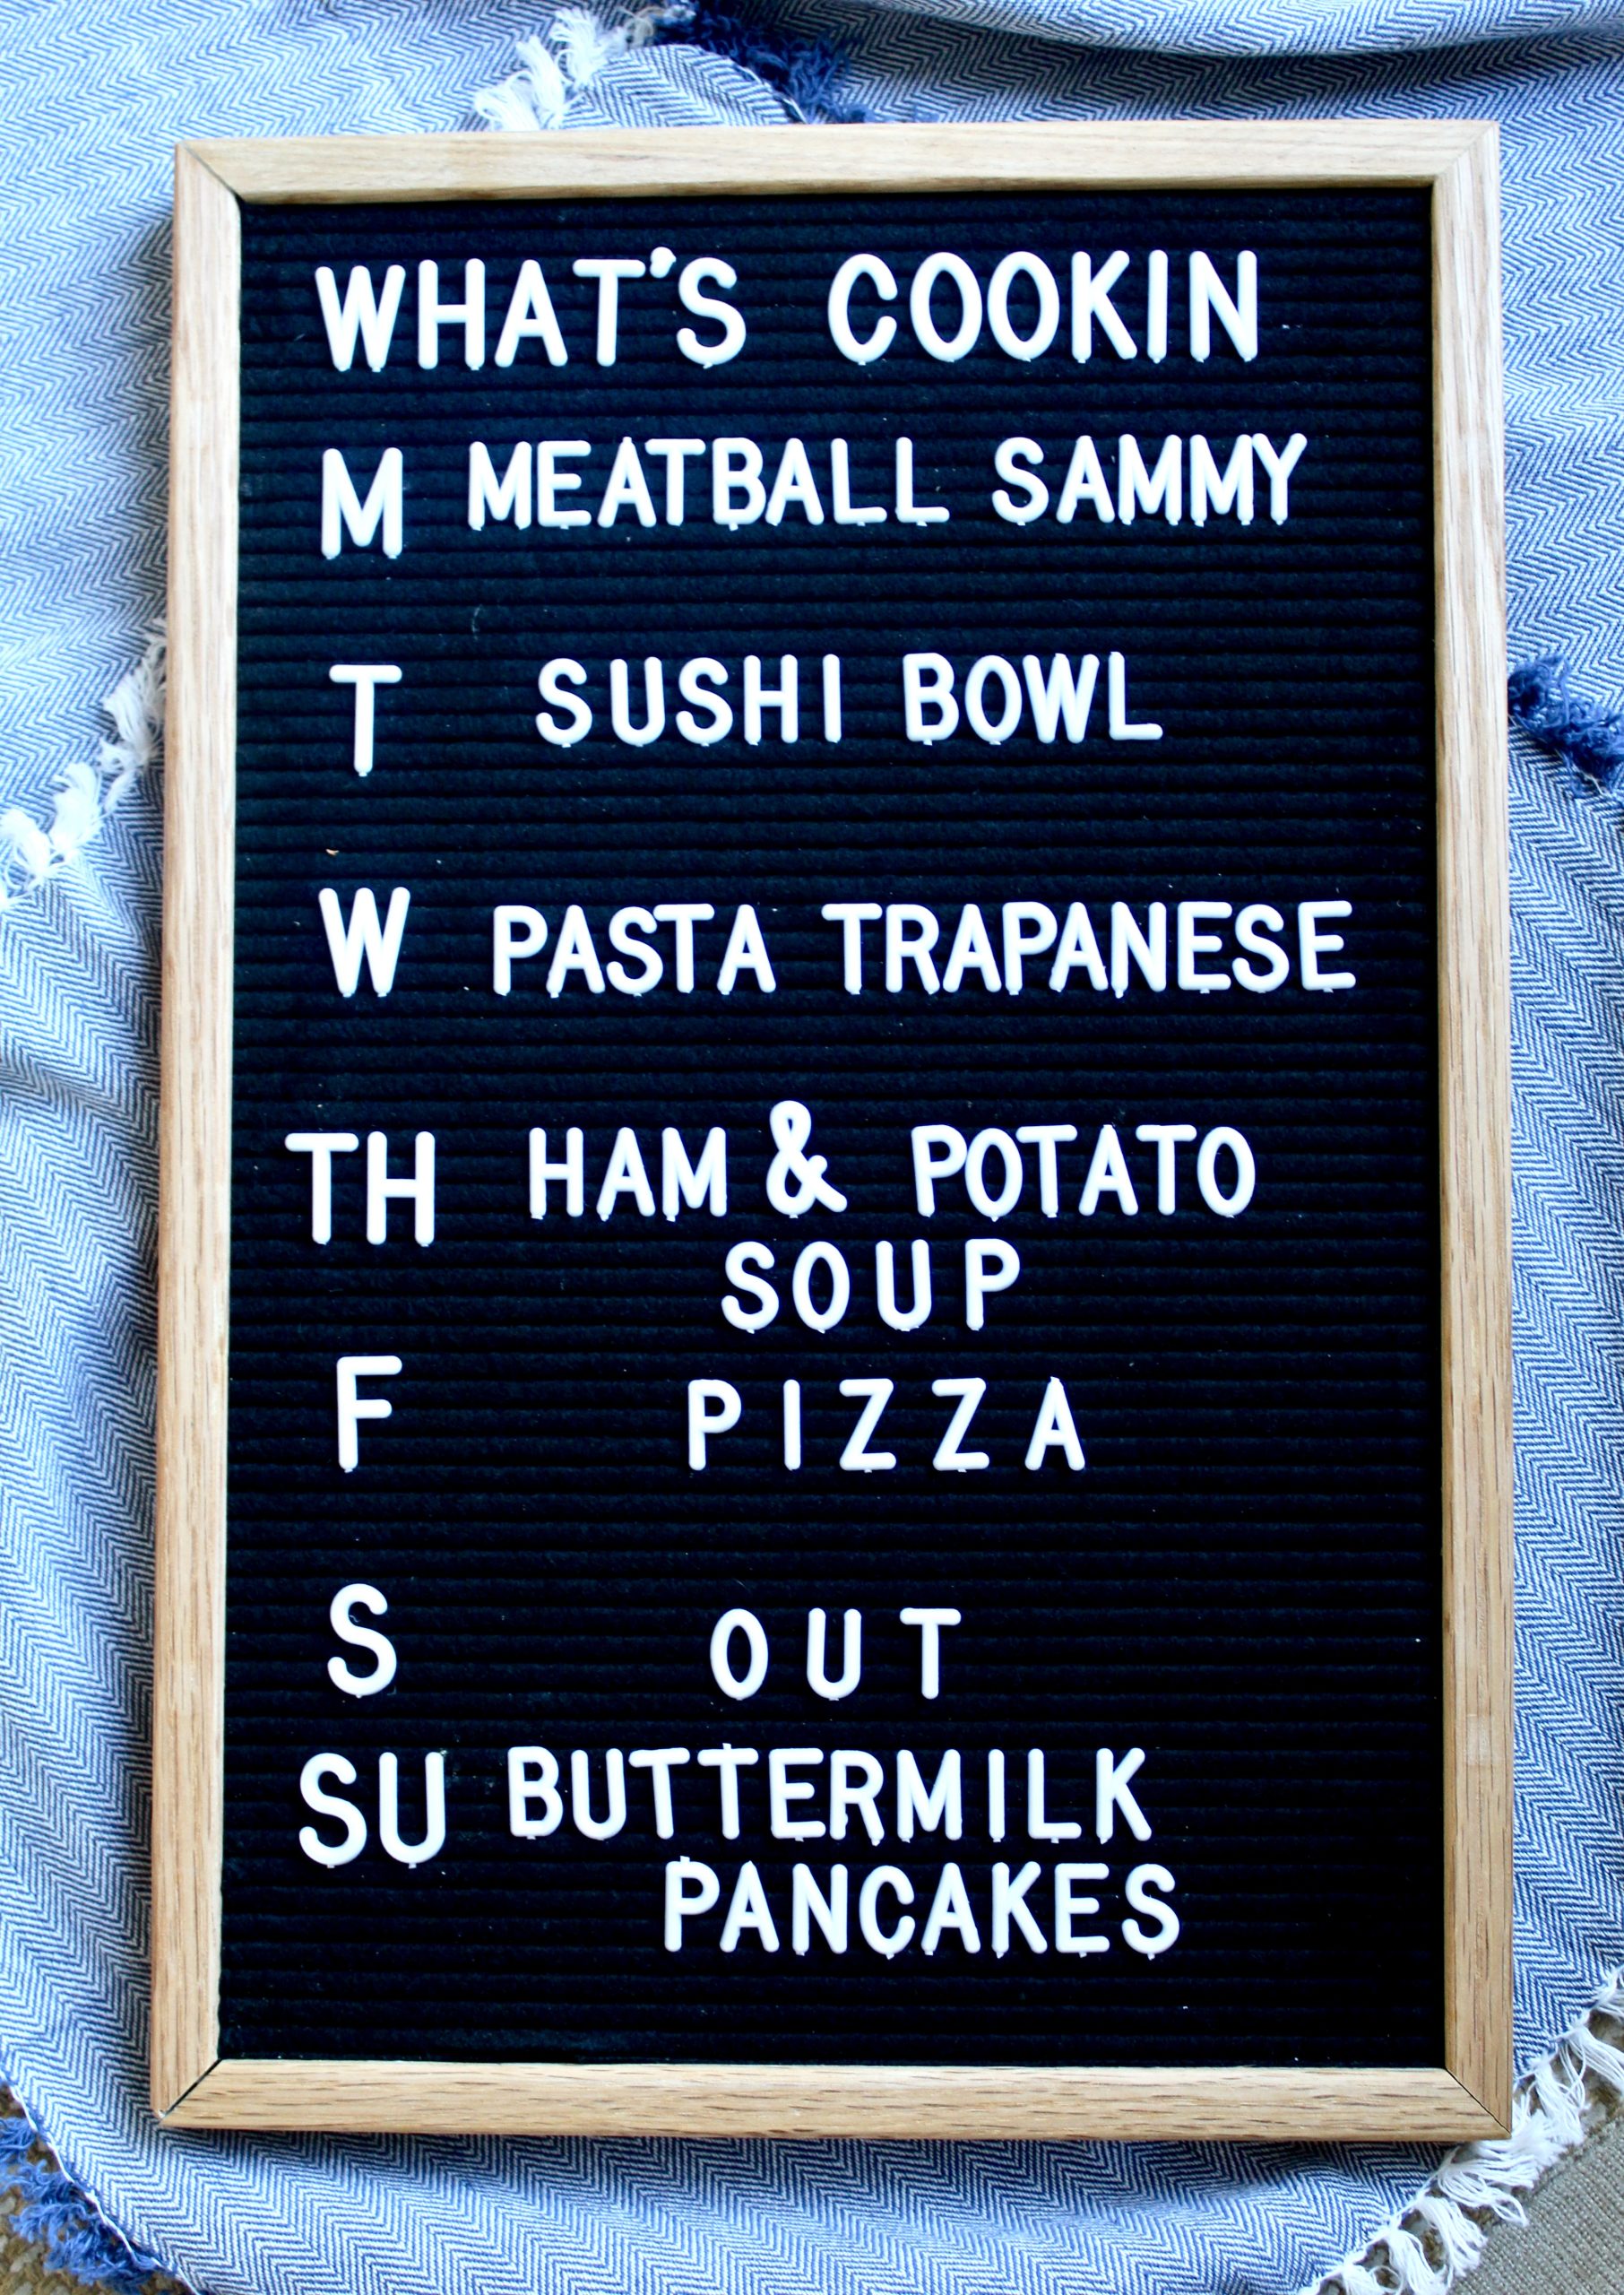 WHAT'S COOKIN
M MEATBALL SAMMY
T SUSHI BOWL
W PASTA TRAPANESE
TH HAM & POTATO
SOUP
F PIZZA
S OUT
SU BUTTERMILK
PANCAKES